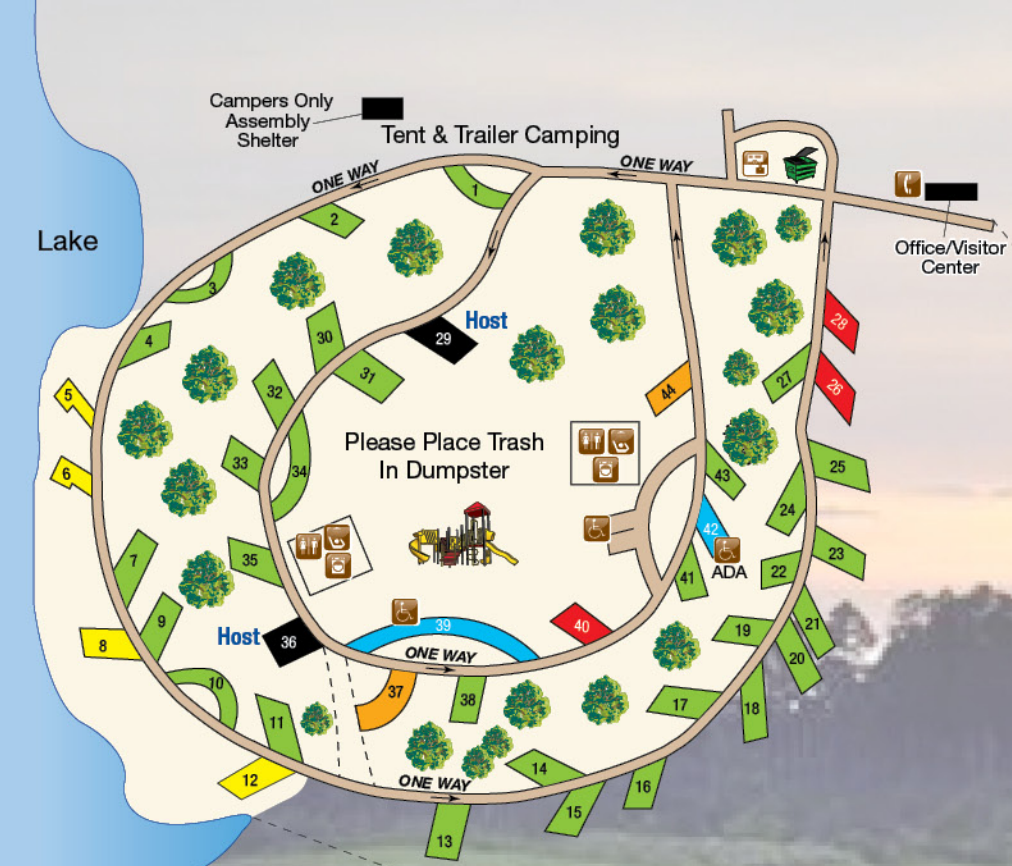 Campers Only
Assembly
Shelter
Tent & Trailer Camping
ONE WAY
ONE WAY
Office/Visitor
Center
Lake
1
2
3
4
5
6
7
8
9
10
11
12
13
14
15
16
17
18
19
20
21
22
23
24
25
26
27
28
29
Host
30
31
32
33
34
35
36
Host
37
38
39
40
41
42
ADA
43
44
Please Place Trash
In Dumpster
ONE WAY
ONE WAY